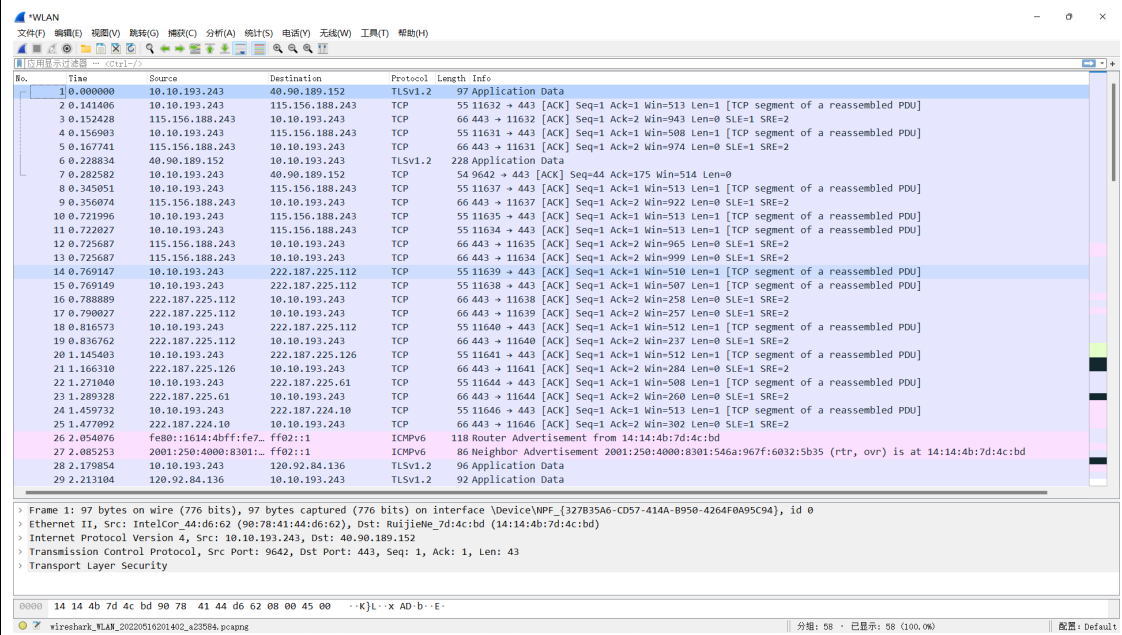 *WLAN
文件(F) 编辑(E) 视图(V) 跳转(G) 捕获(C) 分析(A) 统计(S) 电话(Y) 无线(W) 工具(T) 帮助(H)
应用显示过滤器 … <Ctrl-/>
No. Time Source Destination Protocol Length Info
1 0.000000 10.10.193.243 40.90.189.152 TLSv1.2 97 Application Data
2 0.141406 10.10.193.243 115.156.188.243 TCP 55 11632 → 443 [ACK] Seq=1 Ack=1 Win=513 Len=1 [TCP segment of a reassembled PDU]
3 0.152428 115.156.188.243 10.10.193.243 TCP 66 443 → 11632 [ACK] Seq=1 Ack=2 Win=943 Len=0 SLE=1 SRE=2
4 0.156903 10.10.193.243 115.156.188.243 TCP 55 11631 → 443 [ACK] Seq=1 Ack=1 Win=508 Len=1 [TCP segment of a reassembled PDU]
5 0.167741 115.156.188.243 10.10.193.243 TCP 66 443 → 11631 [ACK] Seq=1 Ack=2 Win=974 Len=0 SLE=1 SRE=2
6 0.228834 40.90.189.152 10.10.193.243 TLSv1.2 228 Application Data
7 0.282582 10.10.193.243 40.90.189.152 TCP 54 9642 → 443 [ACK] Seq=44 Ack=175 Win=514 Len=0
8 0.345051 10.10.193.243 115.156.188.243 TCP 55 11637 → 443 [ACK] Seq=1 Ack=1 Win=513 Len=1 [TCP segment of a reassembled PDU]
9 0.356074 115.156.188.243 10.10.193.243 TCP 66 443 → 11637 [ACK] Seq=1 Ack=2 Win=922 Len=0 SLE=1 SRE=2
10 0.721996 10.10.193.243 115.156.188.243 TCP 55 11635 → 443 [ACK] Seq=1 Ack=1 Win=513 Len=1 [TCP segment of a reassembled PDU]
11 0.722027 10.10.193.243 115.156.188.243 TCP 55 11634 → 443 [ACK] Seq=1 Ack=1 Win=513 Len=1 [TCP segment of a reassembled PDU]
12 0.725687 115.156.188.243 10.10.193.243 TCP 66 443 → 11635 [ACK] Seq=1 Ack=2 Win=965 Len=0 SLE=1 SRE=2
13 0.725687 115.156.188.243 10.10.193.243 TCP 66 443 → 11634 [ACK] Seq=1 Ack=2 Win=999 Len=0 SLE=1 SRE=2
14 0.769147 10.10.193.243 222.187.225.112 TCP 55 11639 → 443 [ACK] Seq=1 Ack=1 Win=510 Len=1 [TCP segment of a reassembled PDU]
15 0.769149 10.10.193.243 222.187.225.112 TCP 55 11638 → 443 [ACK] Seq=1 Ack=1 Win=507 Len=1 [TCP segment of a reassembled PDU]
16 0.788889 222.187.225.112 10.10.193.243 TCP 66 443 → 11638 [ACK] Seq=1 Ack=2 Win=258 Len=0 SLE=1 SRE=2
17 0.790027 222.187.225.112 10.10.193.243 TCP 66 443 → 11639 [ACK] Seq=1 Ack=2 Win=257 Len=0 SLE=1 SRE=2
18 0.816573 10.10.193.243 222.187.225.112 TCP 55 11640 → 443 [ACK] Seq=1 Ack=1 Win=512 Len=1 [TCP segment of a reassembled PDU]
19 0.836762 222.187.225.112 10.10.193.243 TCP 66 443 → 11640 [ACK] Seq=1 Ack=2 Win=237 Len=0 SLE=1 SRE=2
20 1.145403 10.10.193.243 222.187.225.126 TCP 55 11641 → 443 [ACK] Seq=1 Ack=1 Win=512 Len=1 [TCP segment of a reassembled PDU]
21 1.166310 222.187.225.126 10.10.193.243 TCP 66 443 → 11641 [ACK] Seq=1 Ack=2 Win=284 Len=0 SLE=1 SRE=2
22 1.271040 10.10.193.243 222.187.225.61 TCP 55 11644 → 443 [ACK] Seq=1 Ack=1 Win=508 Len=1 [TCP segment of a reassembled PDU]
23 1.289328 222.187.225.61 10.10.193.243 TCP 66 443 → 11644 [ACK] Seq=1 Ack=2 Win=260 Len=0 SLE=1 SRE=2
24 1.459732 10.10.193.243 222.187.224.10 TCP 55 11646 → 443 [ACK] Seq=1 Ack=1 Win=513 Len=1 [TCP segment of a reassembled PDU]
25 1.477092 222.187.224.10 10.10.193.243 TCP 66 443 → 11646 [ACK] Seq=1 Ack=2 Win=302 Len=0 SLE=1 SRE=2
26 2.054076 fe80::1614:4bff:fe7… ff02::1 ICMPv6 118 Router Advertisement from 14:14:4b:7d:4c:bd
27 2.085253 2001:250:4000:8301:… ff02::1 ICMPv6 86 Neighbor Advertisement 2001:250:4000:8301:546a:967f:6032:5b35 (rtr, ovr) is at 14:14:4b:7d:4c:bd
28 2.179854 10.10.193.243 120.92.84.136 TLSv1.2 96 Application Data
29 2.213104 120.92.84.136 10.10.193.243 TLSv1.2 92 Application Data
> Frame 1: 97 bytes on wire (776 bits), 97 bytes captured (776 bits) on interface \Device\NPF_{327B35A6-CD57-414A-B950-4264F0A95C94}, id 0
> Ethernet II, Src: IntelCor_44:d6:62 (90:78:41:44:d6:62), Dst: RuijieNe_7d:4c:bd (14:14:4b:7d:4c:bd)
> Internet Protocol Version 4, Src: 10.10.193.243, Dst: 40.90.189.152
> Transmission Control Protocol, Src Port: 9642, Dst Port: 443, Seq: 1, Ack: 1, Len: 43
> Transport Layer Security
0000 14 14 4b 7d 4c bd 90 78 41 44 d6 62 08 00 45 00 ··K}L··x AD·b··E·
wireshark_WLAN_20220516201402_a23584.pcapng 分组: 58 · 已显示: 58 (100.0%) 配置: Default